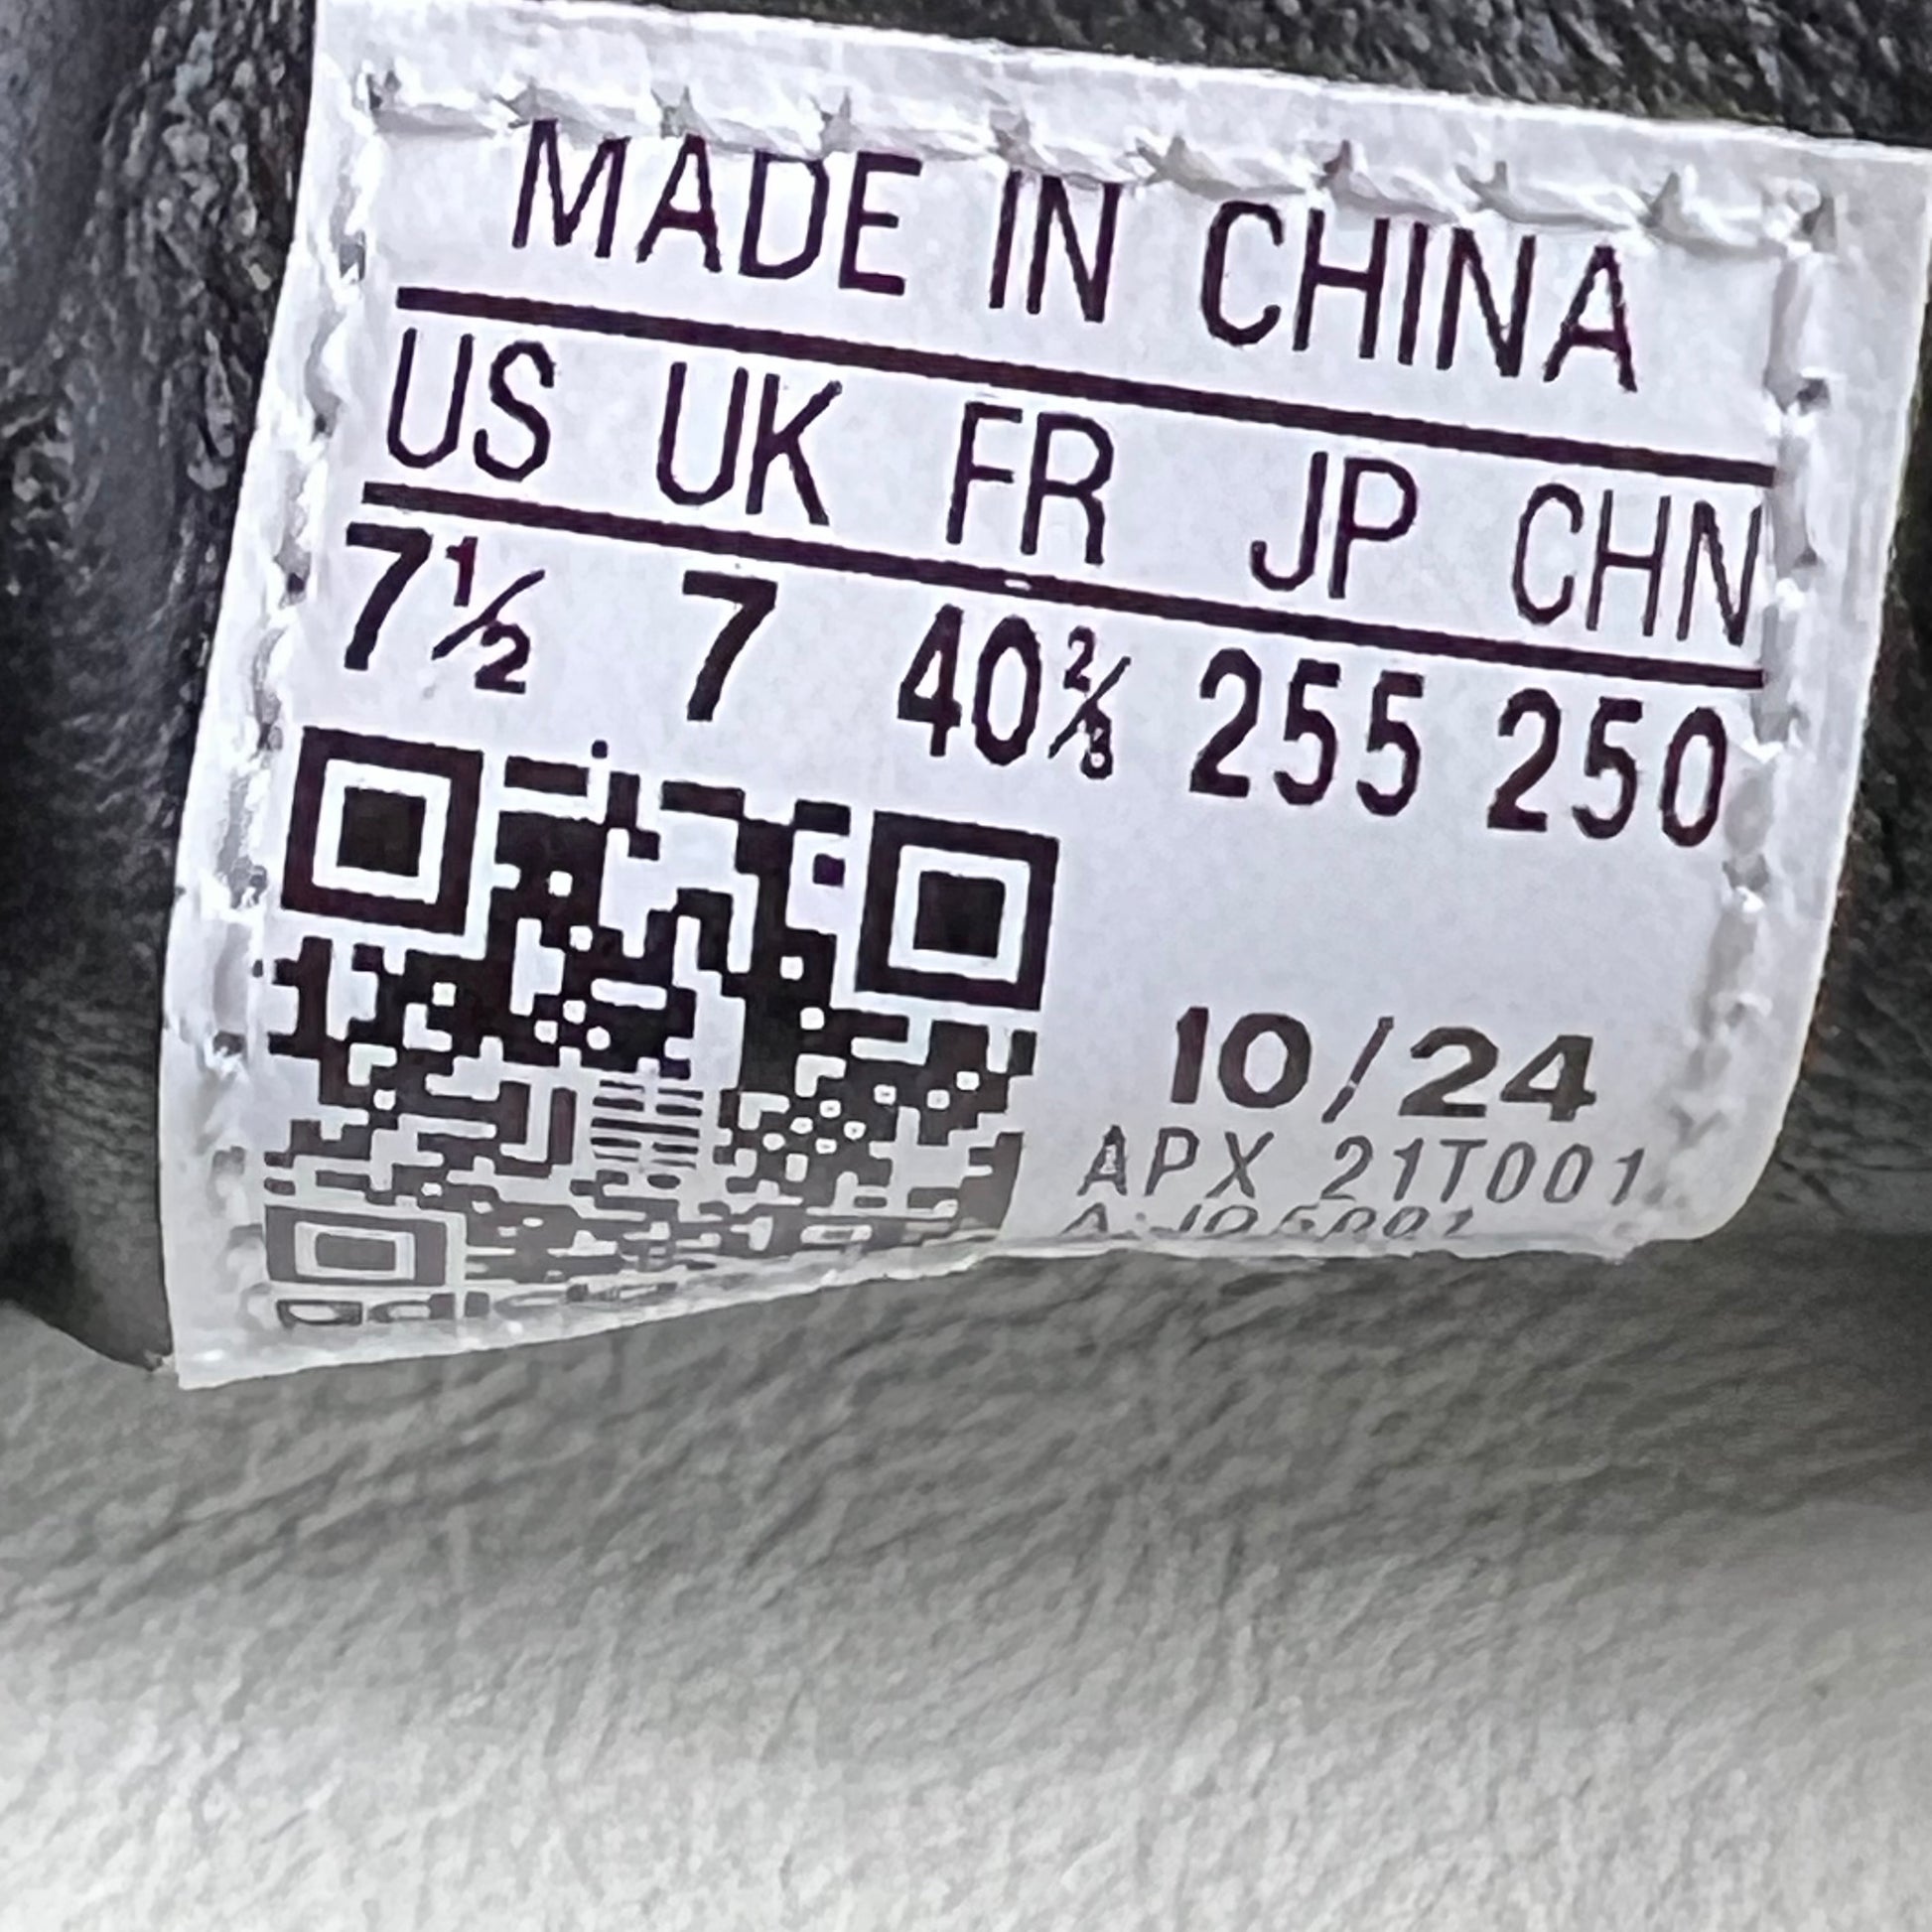 MADE IN CHINA
US UK FR JP CHN
7½ 7 40⅔ 255 250
10/24
APX 21T001